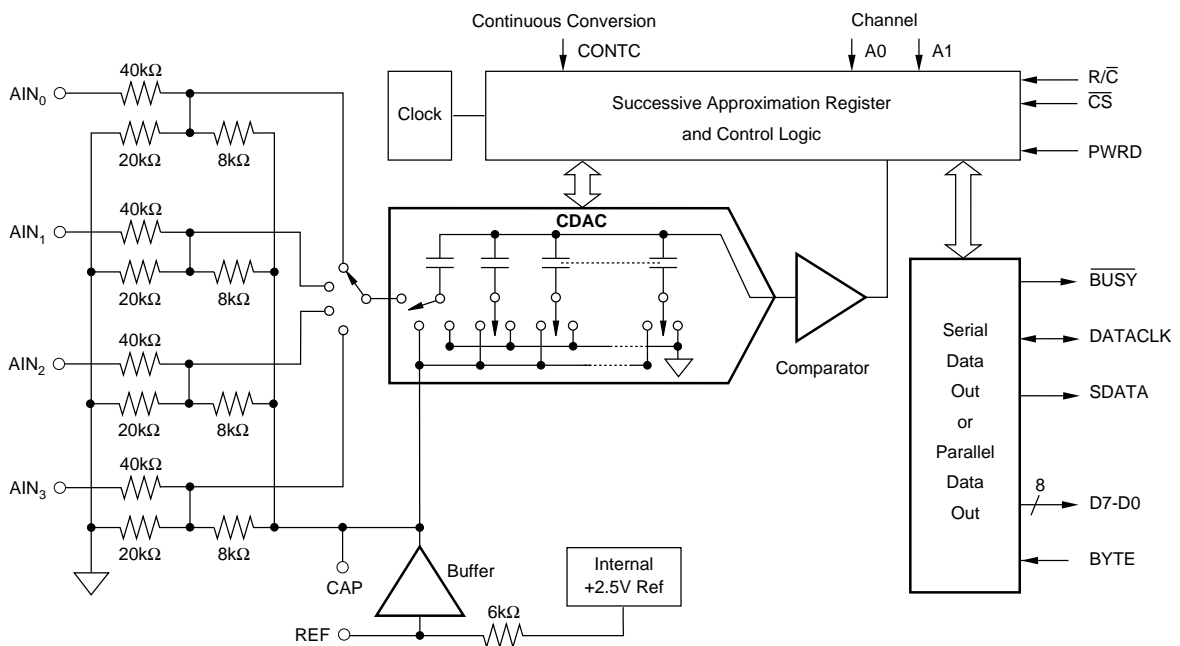 Continuous Conversion
Channel
CONTC
A0
A1
40kΩ
AIN0
R/C̅
Successive Approximation Register
and Control Logic
Clock
C̅S̅
20kΩ
8kΩ
PWRD
40kΩ
AIN1
CDAC
20kΩ
8kΩ
B̅U̅S̅Y̅
Serial
Data
Out
or
Parallel
Data
Out
DATACLK
40kΩ
AIN2
Comparator
SDATA
20kΩ
8kΩ
40kΩ
AIN3
8
D7-D0
20kΩ
8kΩ
BYTE
CAP
Buffer
Internal
+2.5V Ref
6kΩ
REF